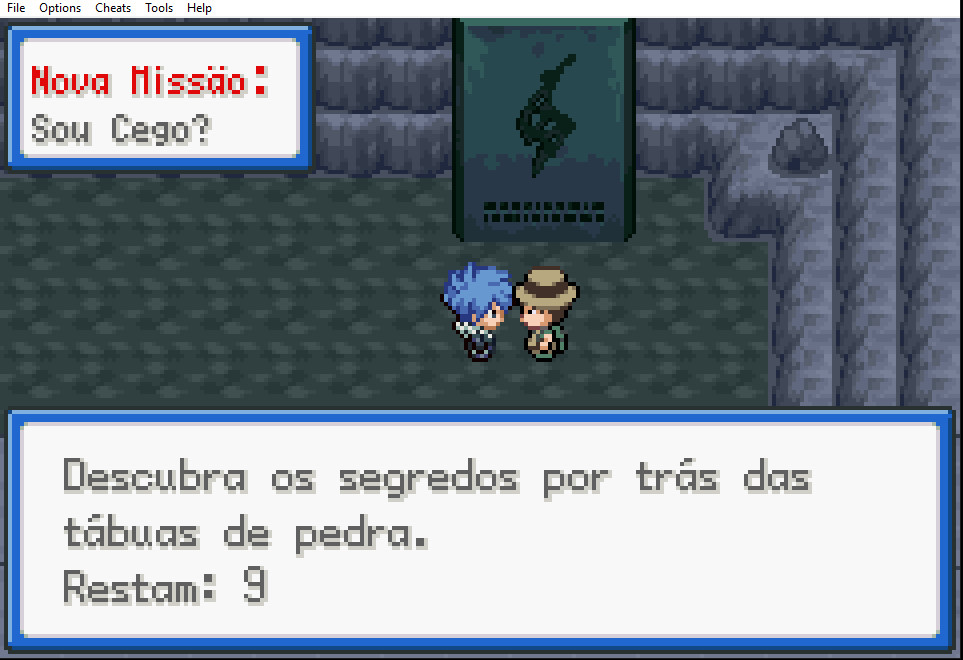 File Options Cheats Tools Help
Nova Missäo:
Sou Cego?
Descubra os segredos por trás das
tábuas de pedra.
Restam: 9